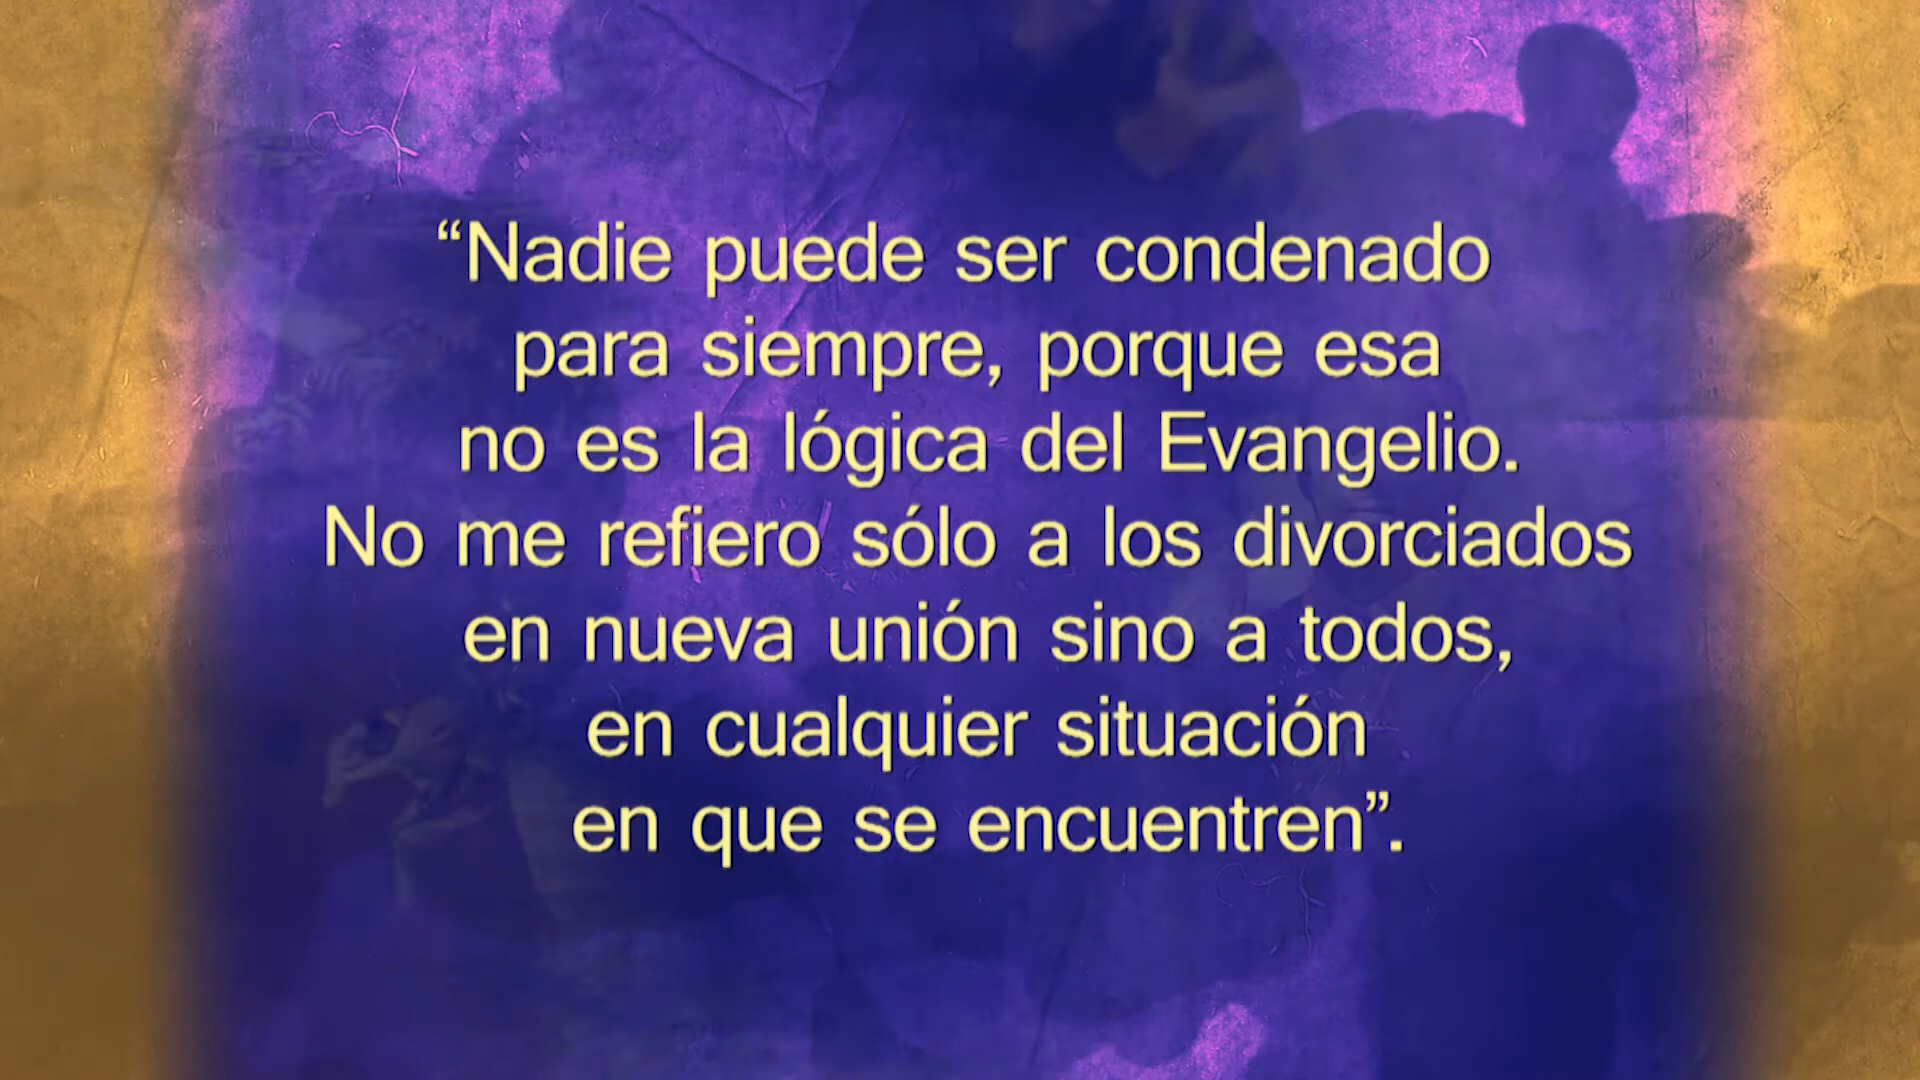 “Nadie puede ser condenado
para siempre, porque esa
no es la lógica del Evangelio.
No me refiero sólo a los divorciados
en nueva unión sino a todos,
en cualquier situación
en que se encuentren”.